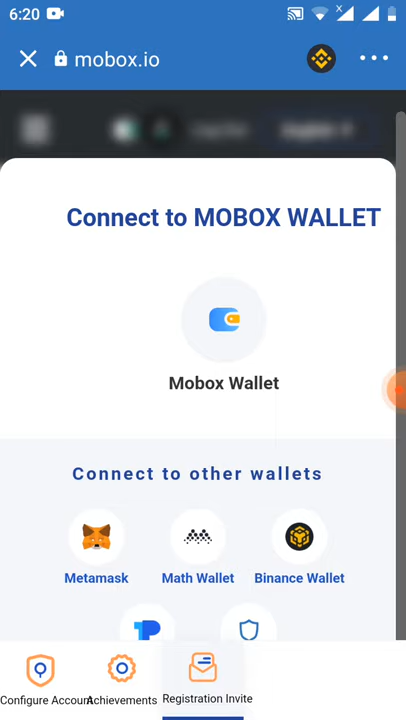 6:20
mobox.io
Connect to MOBOX WALLET
Mobox Wallet
Connect to other wallets
Metamask
Math Wallet
Binance Wallet
Configure Account
Achievements
Registration Invite